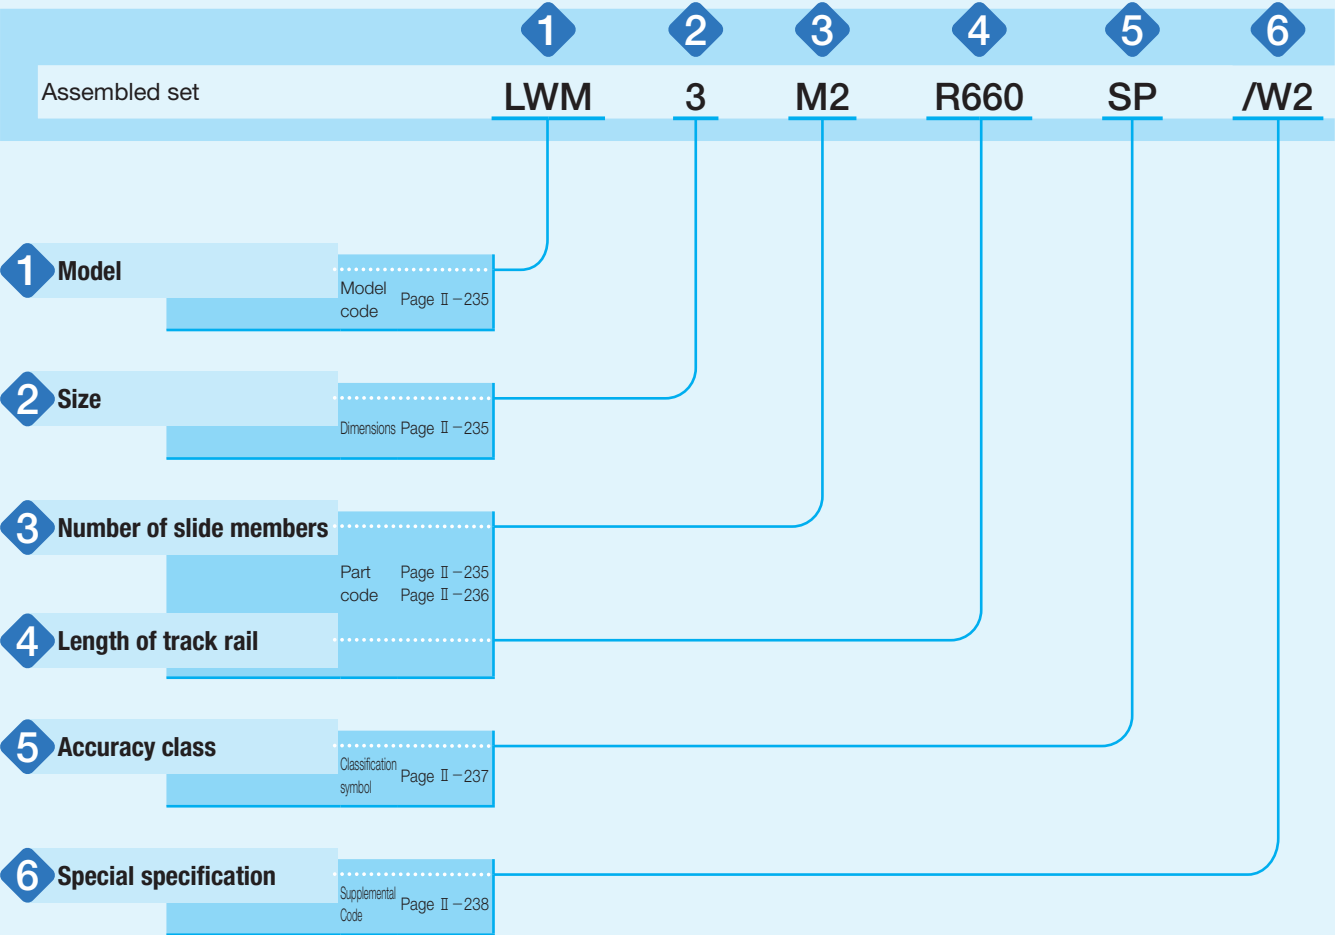 1 2 3 4 5 6
Assembled set LWM 3 M2 R660 SP /W2
1 Model
Model code Page Ⅱ－235
2 Size
Dimensions Page Ⅱ－235
3 Number of slide members
Part code Page Ⅱ－235
Page Ⅱ－236
4 Length of track rail
5 Accuracy class
Classification symbol Page Ⅱ－237
6 Special specification
Supplemental Code Page Ⅱ－238